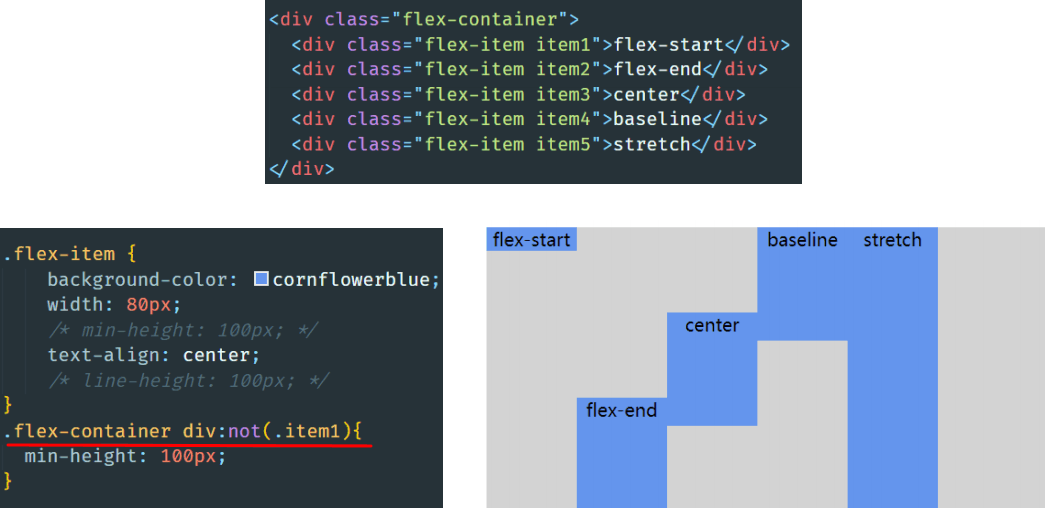 <div class="flex-container">
<div class="flex-item item1">flex-start</div>
<div class="flex-item item2">flex-end</div>
<div class="flex-item item3">center</div>
<div class="flex-item item4">baseline</div>
<div class="flex-item item5">stretch</div>
</div>
.flex-item {
background-color: cornflowerblue;
width: 80px;
/* min-height: 100px; */
text-align: center;
/* line-height: 100px; */
}
.flex-container div:not(.item1){
min-height: 100px;
}
flex-start
baseline
stretch
center
flex-end